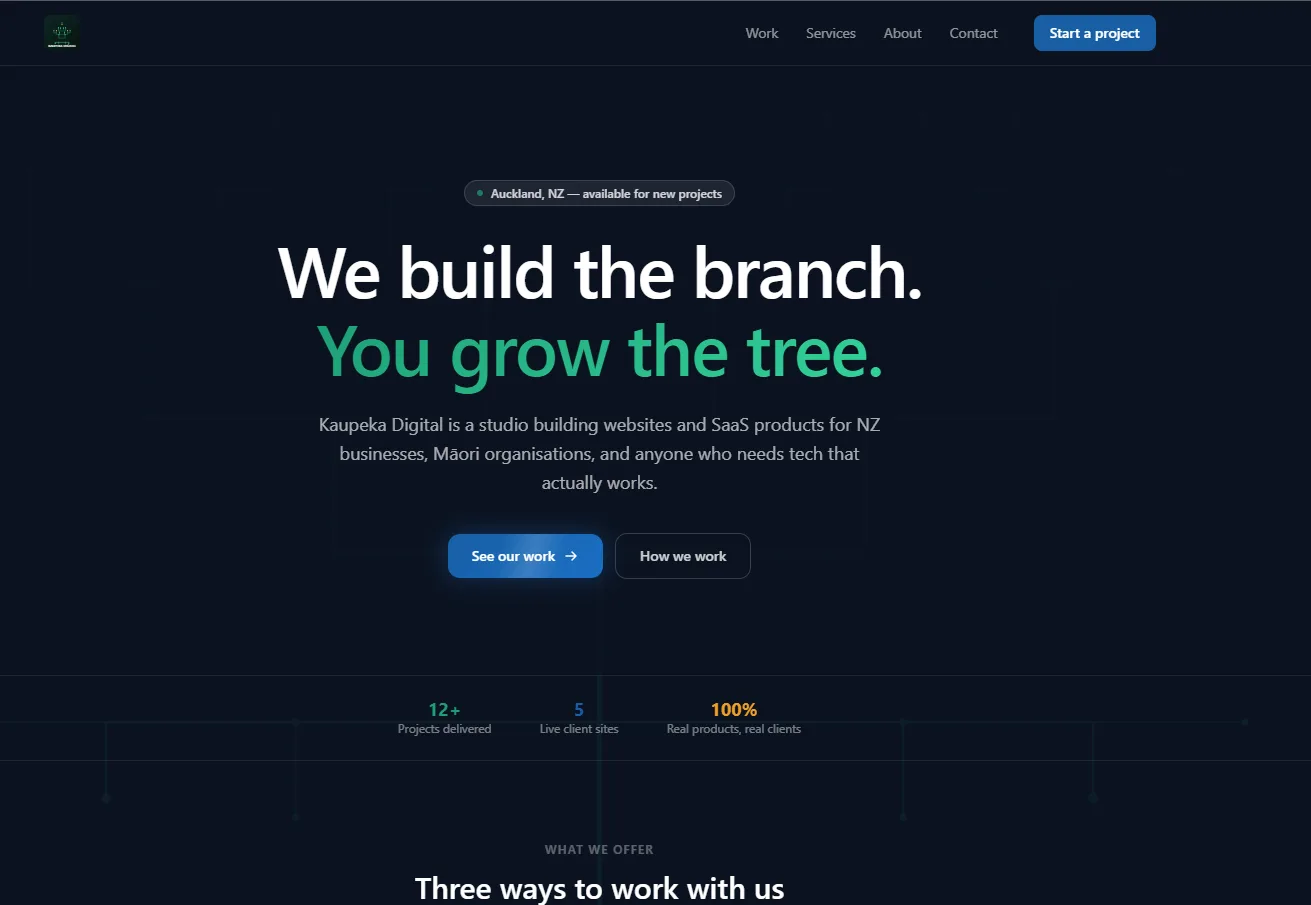 Work
Services
About
Contact
Start a project
Auckland, NZ — available for new projects
We build the branch.
You grow the tree.
Kaupeka Digital is a studio building websites and SaaS products for NZ
businesses, Māori organisations, and anyone who needs tech that
actually works.
See our work →
How we work
12+
Projects delivered
5
Live client sites
100%
Real products, real clients
WHAT WE OFFER
Three ways to work with us